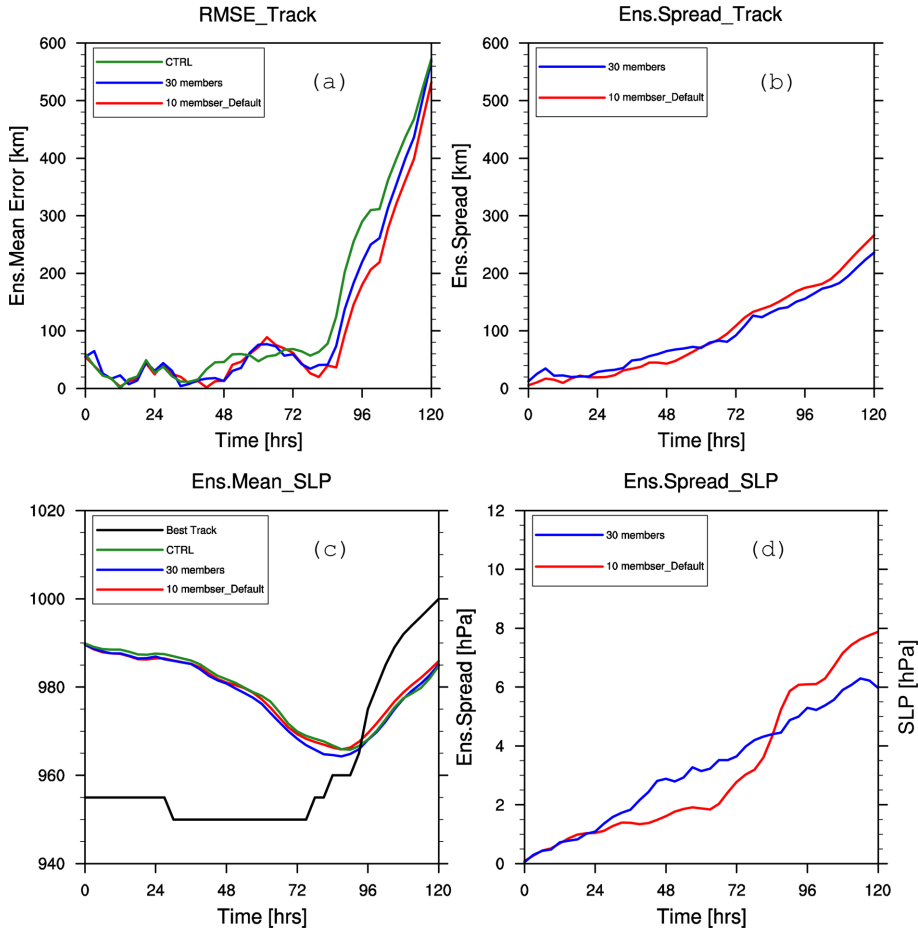 RMSE_Track
600
500
400
300
200
100
0
Ens.Mean Error [km]
CTRL
30 members
10 membser_Default
(a)
0 24 48 72 96 120
Time [hrs]
Ens.Spread_Track
600
500
400
300
200
100
0
Ens.Spread [km]
30 members
10 membser_Default
(b)
0 24 48 72 96 120
Time [hrs]
Ens.Mean_SLP
1020
1000
980
960
940
Best Track
CTRL
30 members
10 membser_Default
(c)
0 24 48 72 96 120
Time [hrs]
Ens.Spread_SLP
12
10
8
6
4
2
0
Ens.Spread [hPa]
30 members
10 membser_Default
(d)
SLP [hPa]
0 24 48 72 96 120
Time [hrs]